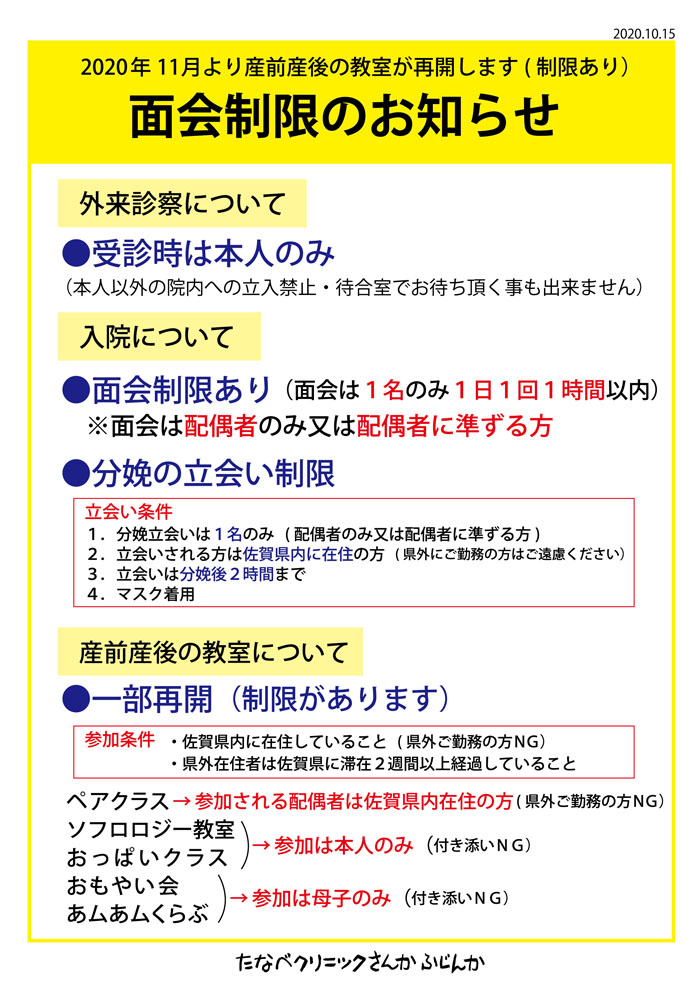 2020.10.15
2020年11月より産前産後の教室が再開します(制限あり）
面会制限のお知らせ
外来診察について
●受診時は本人のみ
（本人以外の院内への立入禁止・待合室でお待ち頂く事も出来ません）
入院について
●面会制限あり（面会は１名のみ１日１回１時間以内）
※面会は配偶者のみ又は配偶者に準ずる方
●分娩の立会い制限
立会い条件
１．分娩立会いは１名のみ (配偶者のみ又は配偶者に準ずる方)
２．立会いされる方は佐賀県内に在住の方 (県外にご勤務の方はご遠慮ください）
３．立会いは分娩後２時間まで
４．マスク着用
産前産後の教室について
●一部再開（制限があります）
参加条件 ・佐賀県内に在住していること (県外ご勤務の方NG）
・県外在住者は佐賀県に滞在２週間以上経過していること
ペアクラス→参加される配偶者は佐賀県内在住の方(県外ご勤務の方NG）
ソフロロジー教室
おっぱいクラス
→参加は本人のみ（付き添いＮＧ）
おもやい会
あムあムくらぶ
→参加は母子のみ（付き添いＮＧ）
たなべクリニックさんかふじんか